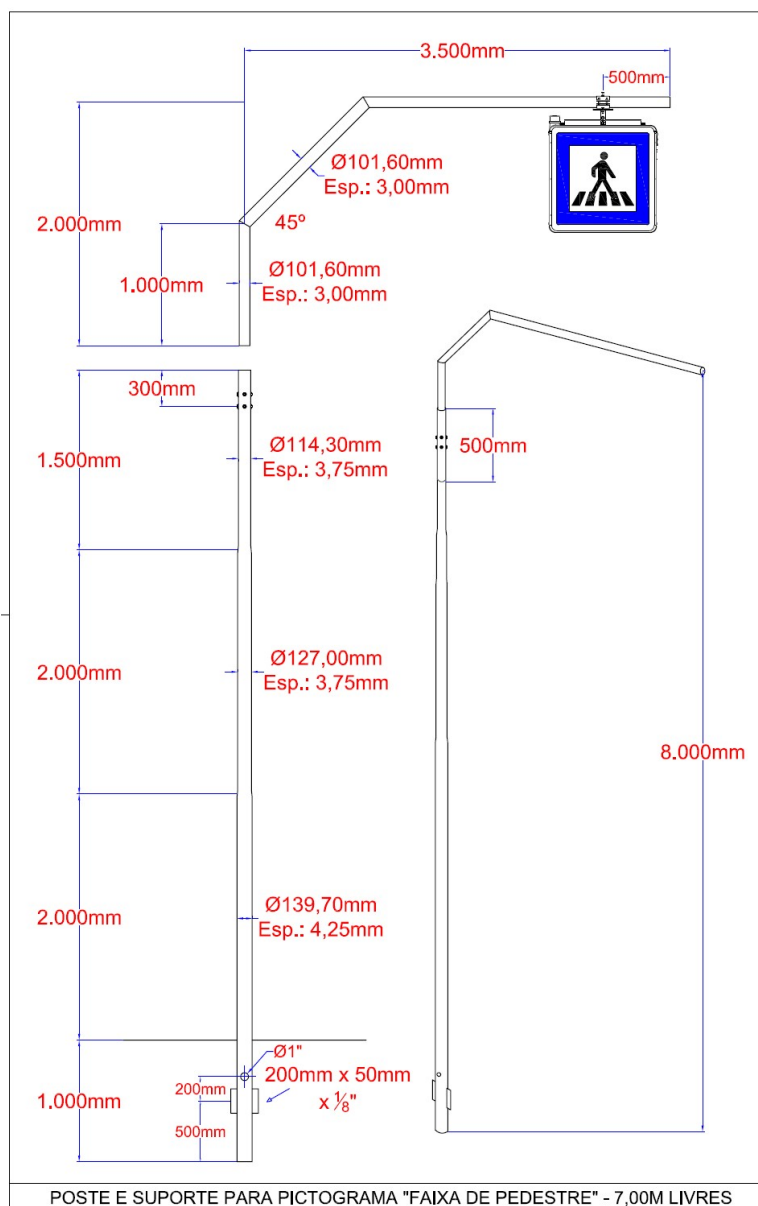 3.500mm
500mm
Ø101,60mm
Esp.: 3,00mm
2.000mm
45º
1.000mm
Ø101,60mm
Esp.: 3,00mm
300mm
1.500mm
Ø114,30mm
Esp.: 3,75mm
500mm
2.000mm
Ø127,00mm
Esp.: 3,75mm
8.000mm
2.000mm
Ø139,70mm
Esp.: 4,25mm
Ø1"
200mm x 50mm
x ⅛"
200mm
1.000mm
500mm
POSTE E SUPORTE PARA PICTOGRAMA "FAIXA DE PEDESTRE" - 7,00M LIVRES